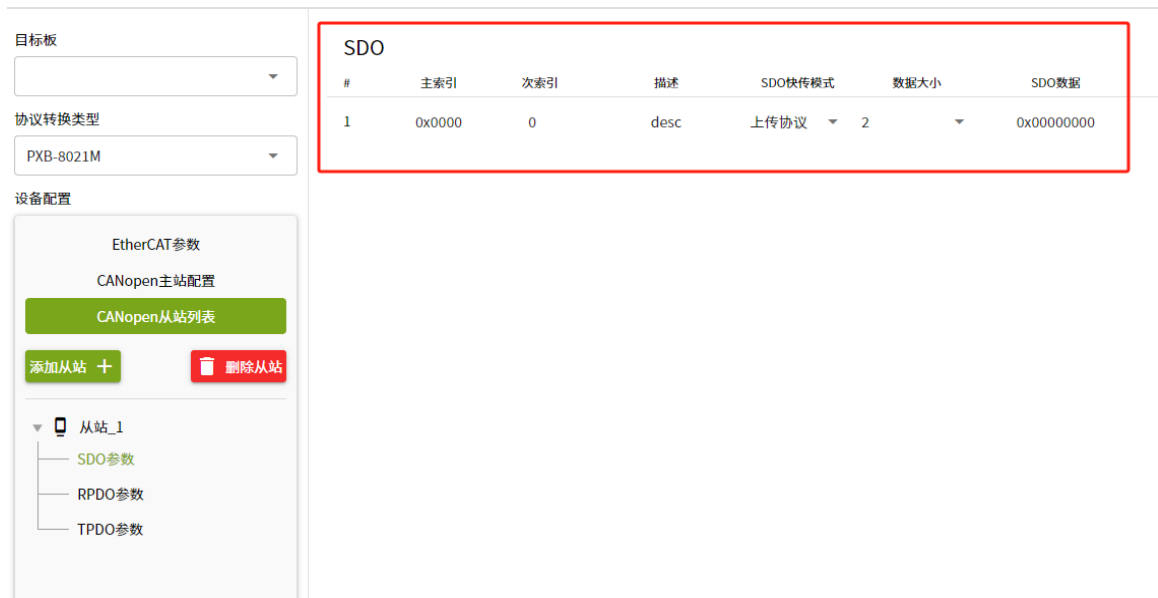 目标板
协议转换类型
PXB-8021M
设备配置
EtherCAT参数
CANopen主站配置
CANopen从站列表
添加从站 删除从站
从站_1
SDO参数
RPDO参数
TPDO参数
SDO
# 主索引 次索引 描述 SDO快传模式 数据大小 SDO数据
1 0x0000 0 desc 上传协议 2 0x00000000